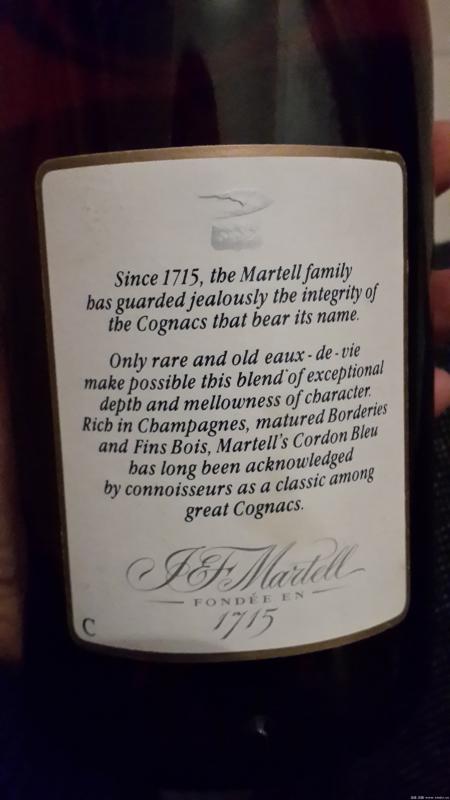 Since 1715, the Martell family
has guarded jealously the integrity of
the Cognacs that bear its name.
Only rare and old eaux-de-vie
make possible this blend of exceptional
depth and mellowness of character.
Rich in Champagnes, matured Borderies
and Fins Bois, Martell's Cordon Bleu
has long been acknowledged
by connoisseurs as a classic among
great Cognacs.
J&F Martell
FONDÉE EN
1715
C